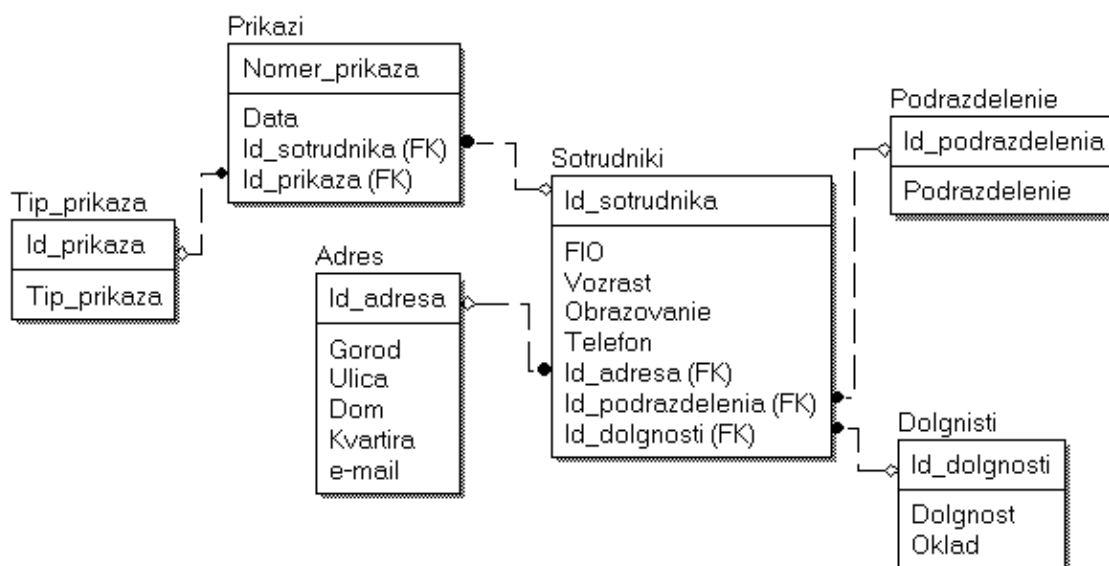 Prikazi
Nomer_prikaza
Data
Id_sotrudnika (FK)
Id_prikaza (FK)
Tip_prikaza
Id_prikaza
Tip_prikaza
Adres
Id_adresa
Gorod
Ulica
Dom
Kvartira
e-mail
Sotrudniki
Id_sotrudnika
FIO
Vozrast
Obrazovanie
Telefon
Id_adresa (FK)
Id_podrazdelenia (FK)
Id_dolgnosti (FK)
Podrazdelenie
Id_podrazdelenia
Podrazdelenie
Dolgnisti
Id_dolgnosti
Dolgnost
Oklad